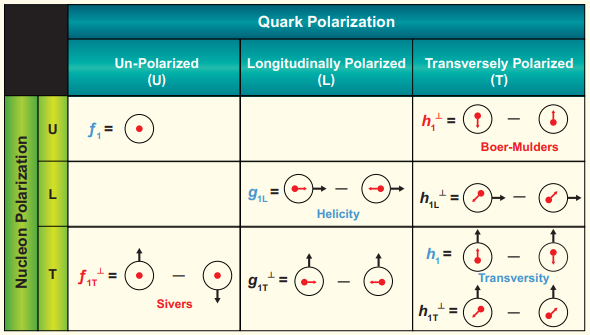 Quark Polarization
Un-Polarized
(U)
Longitudinally Polarized
(L)
Transversely Polarized
(T)
Nucleon Polarization
U
f₁ =
h₁^⊥ = —
Boer-Mulders
L
g₁L = —
Helicity
h₁L^⊥ = —
T
f₁T^⊥ = —
Sivers
g₁T^⊥ = —
h₁ = —
Transversity
h₁T^⊥ = —